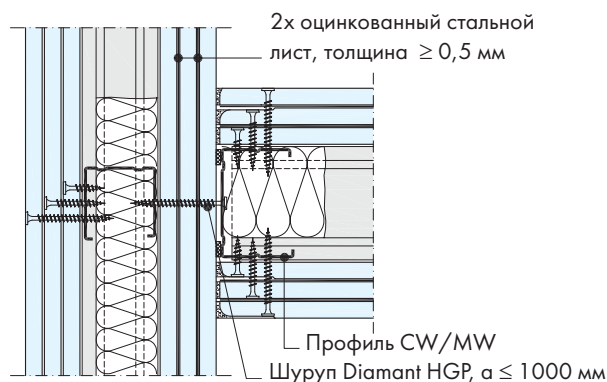 2x оцинкованный стальной
лист, толщина ≥ 0,5 мм
Профиль CW/MW
Шуруп Diamant HGP, a ≤ 1000 мм